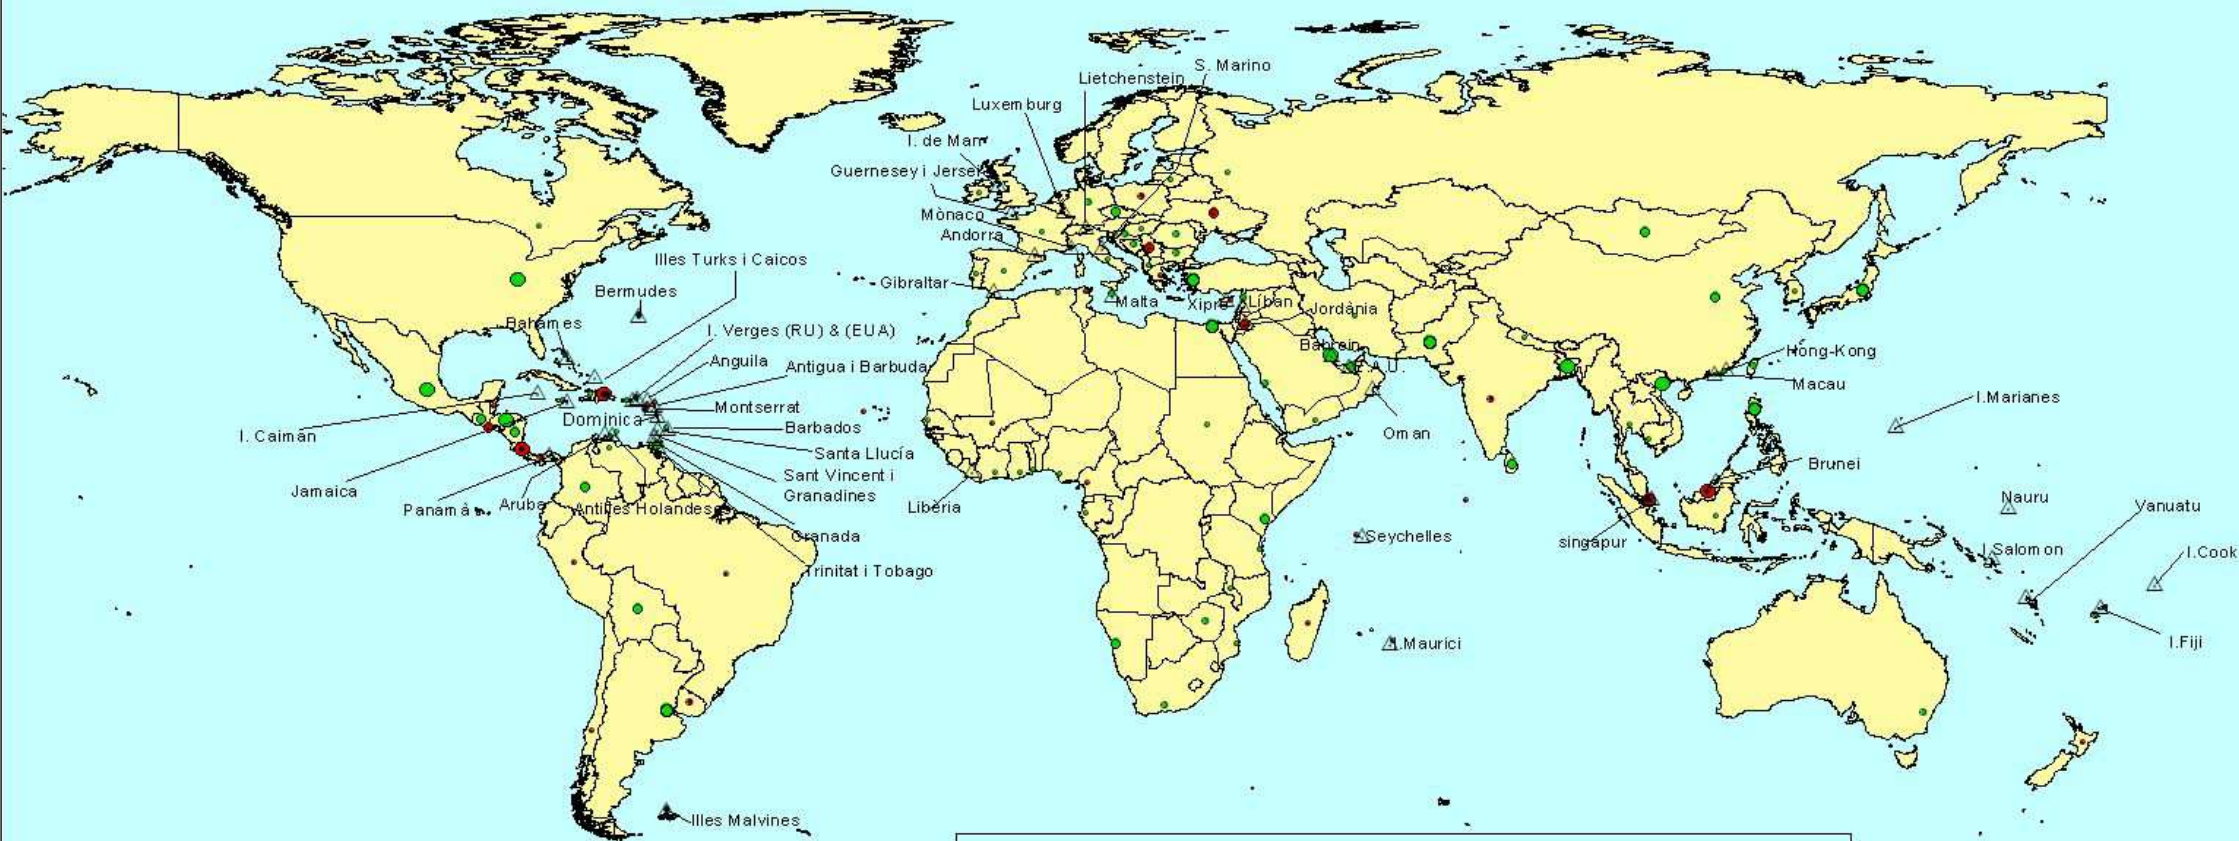 S. Marino
Lietchenstein
Luxemburg
I. de Man
Guernesey i Jersei
Mònaco
Andorra
Illes Turks i Caicos
Gibraltar
Bermudes
Malta
Xipre
Líban
Jordània
Bahames
I. Verges (RU) & (EUA)
Bahrein
Hong-Kong
Anguila
Antigua i Barbuda
E.A.U.
Macau
I.Marianes
Montserrat
Dominica
Barbados
I. Caiman
Oman
Santa Llucía
Brunei
Sant Vincent i
Granadines
Jamaica
Nauru
Panamà
Aruba
Antilles Holandeses
Libèria
Vanuatu
Granada
Seychelles
singapur
I.Salomon
I.Cook
Trinitat i Tobago
I.Maurici
I.Fiji
Illes Malvines